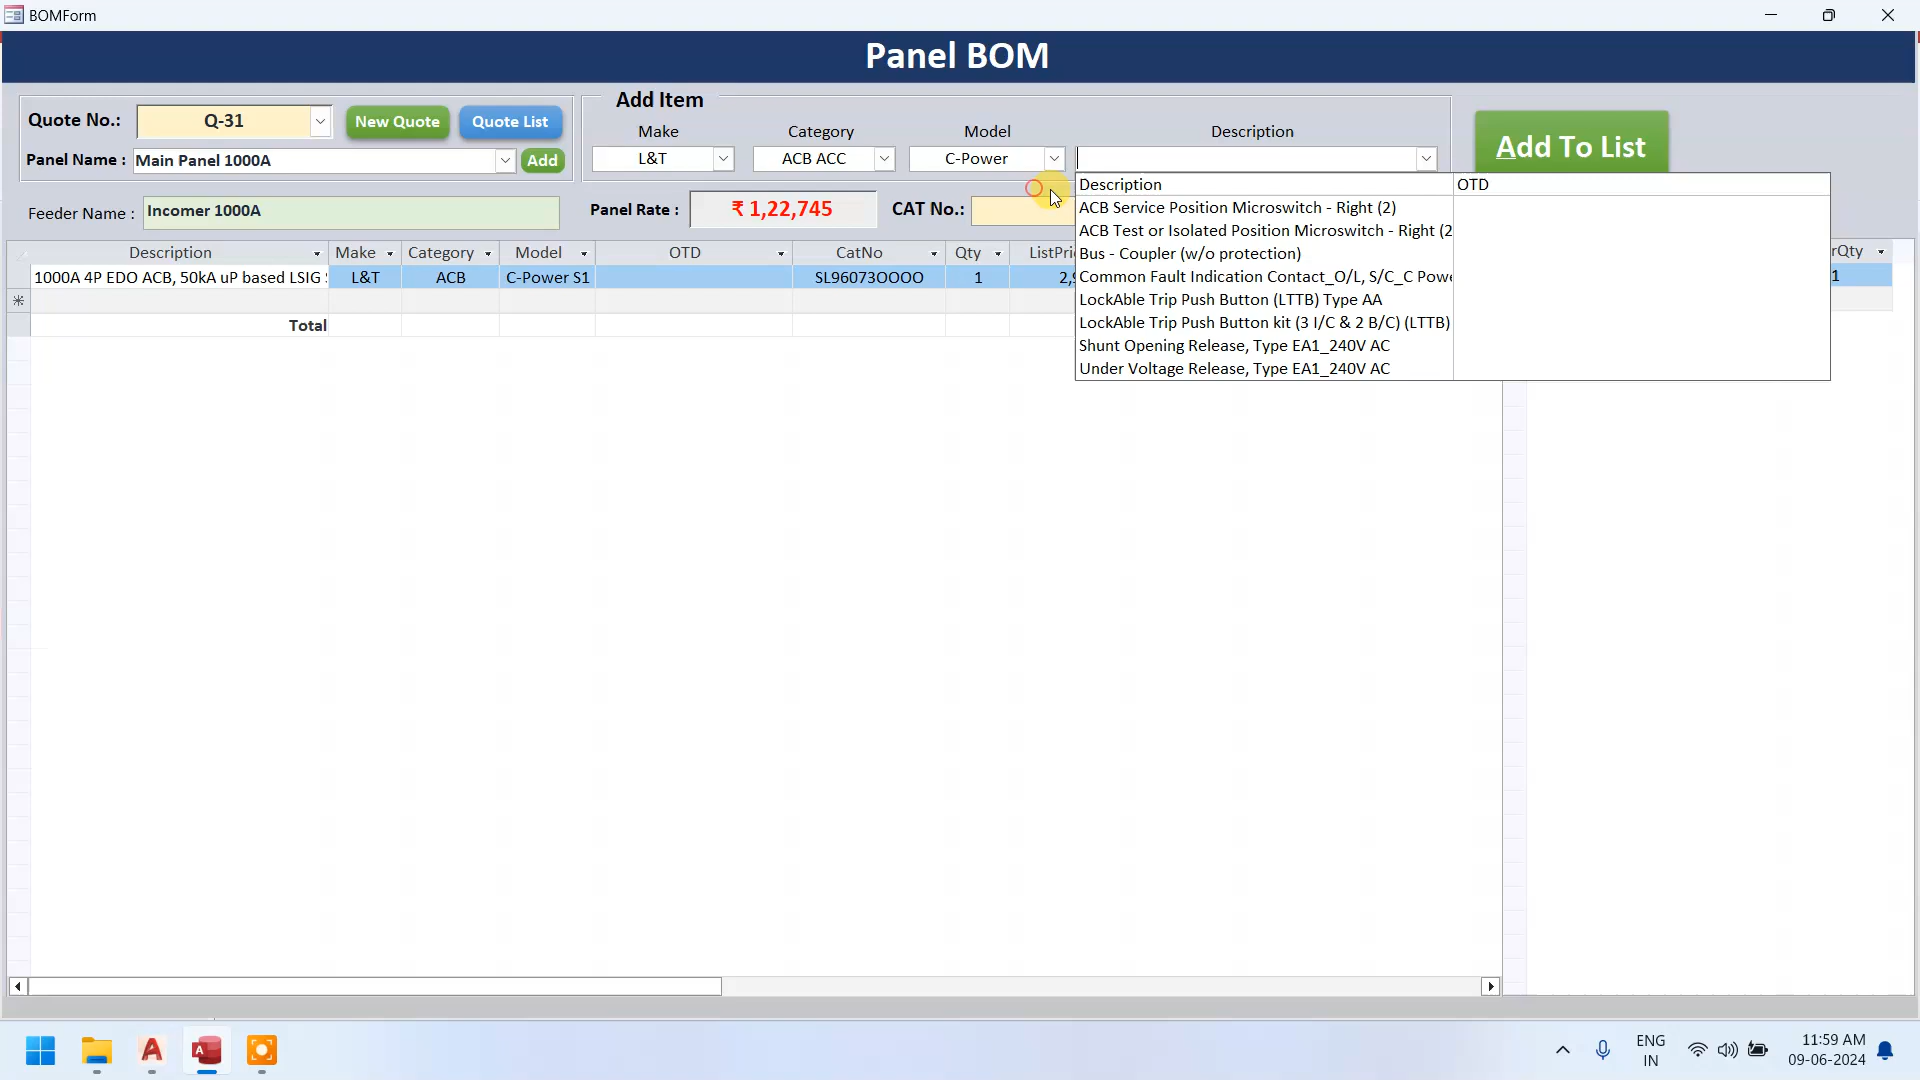 BOMForm
Panel BOM
Quote No.: Q-31 New Quote Quote List
Panel Name : Main Panel 1000A Add
Feeder Name : Incomer 1000A
Add Item
Make Category Model Description
L&T ACB ACC C-Power
Add To List
Panel Rate : ₹ 1,22,745 CAT No.:
Description OTD
ACB Service Position Microswitch - Right (2)
ACB Test or Isolated Position Microswitch - Right (2
Bus - Coupler (w/o protection)
Common Fault Indication Contact_O/L, S/C_C Powe
LockAble Trip Push Button (LTTB) Type AA
LockAble Trip Push Button kit (3 I/C & 2 B/C) (LTTB)
Shunt Opening Release, Type EA1_240V AC
Under Voltage Release, Type EA1_240V AC
Description Make Category Model OTD CatNo Qty ListPri rQty
1000A 4P EDO ACB, 50kA uP based LSIG L&T ACB C-Power S1 SL96073OOOO 1 2, 1
Total
ENG
IN
11:59 AM
09-06-2024